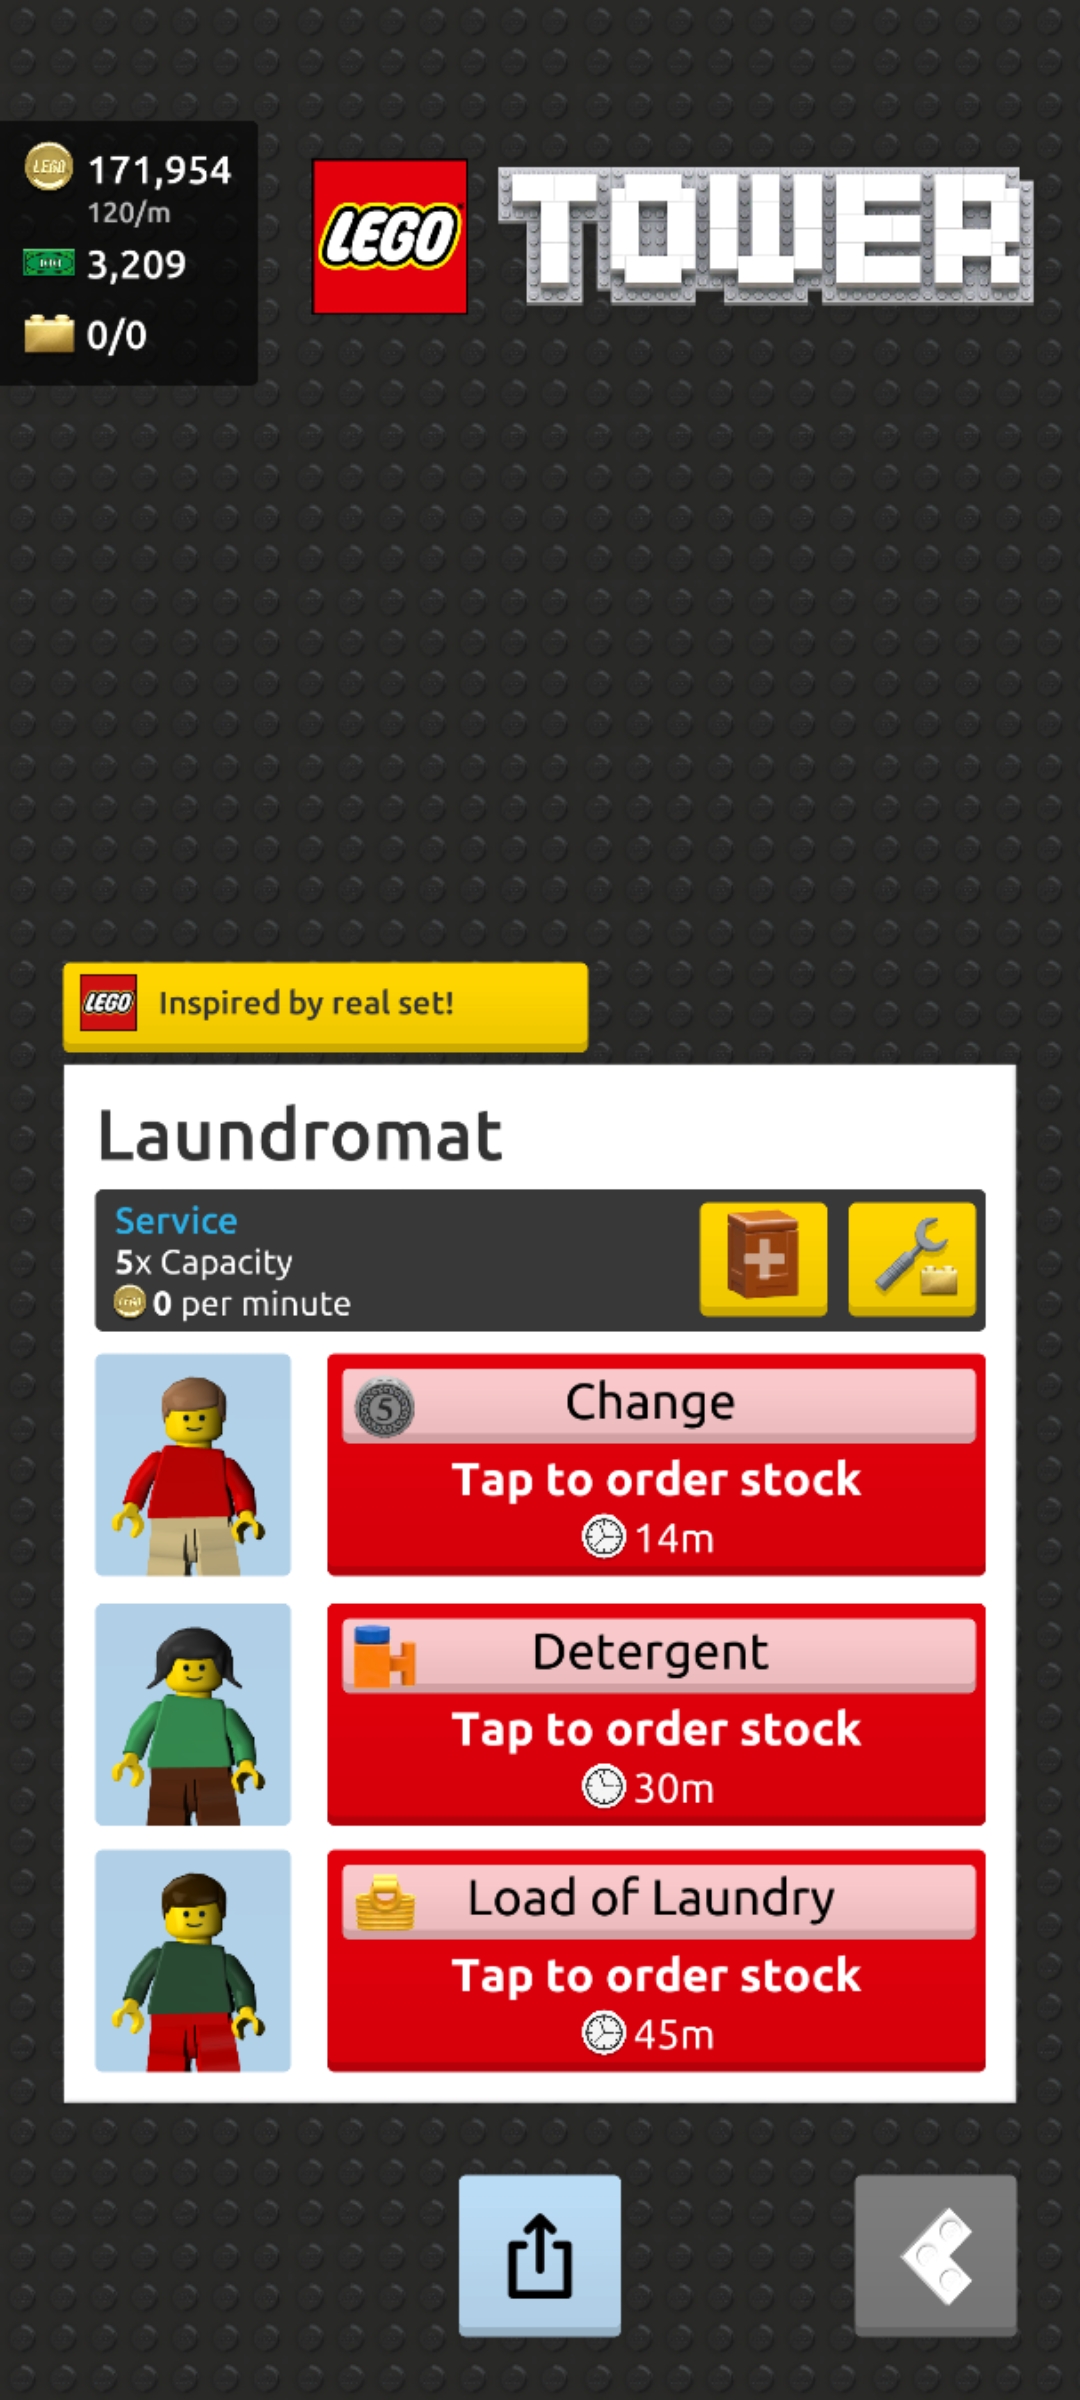 LEGO 171,954
120/m
3,209
0/0
LEGO TOWER
LEGO Inspired by real set!
Laundromat
Service
5x Capacity
0 per minute
5 Change
Tap to order stock
14m
Detergent
Tap to order stock
30m
Load of Laundry
Tap to order stock
45m